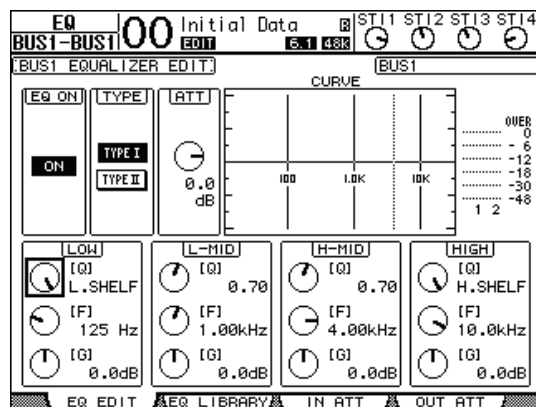 EQ
BUS1-BUS1
00 Initial Data
EDIT
R
6.1 48K
STI1 STI2 STI3 STI4
BUS1 EQUALIZER EDIT
BUS1
EQ ON
TYPE
ATT
CURVE
ON
TYPE I
TYPE II
0.0
dB
100 1.0K 10K
OVER
0
- 6
-12
-18
-30
-48
1 2
LOW
[Q]
L.SHELF
[F]
125 Hz
[G]
0.0dB
L-MID
[Q]
0.70
[F]
1.00kHz
[G]
0.0dB
H-MID
[Q]
0.70
[F]
4.00kHz
[G]
0.0dB
HIGH
[Q]
H.SHELF
[F]
10.0kHz
[G]
0.0dB
EQ EDIT
EQ LIBRARY
IN ATT
OUT ATT